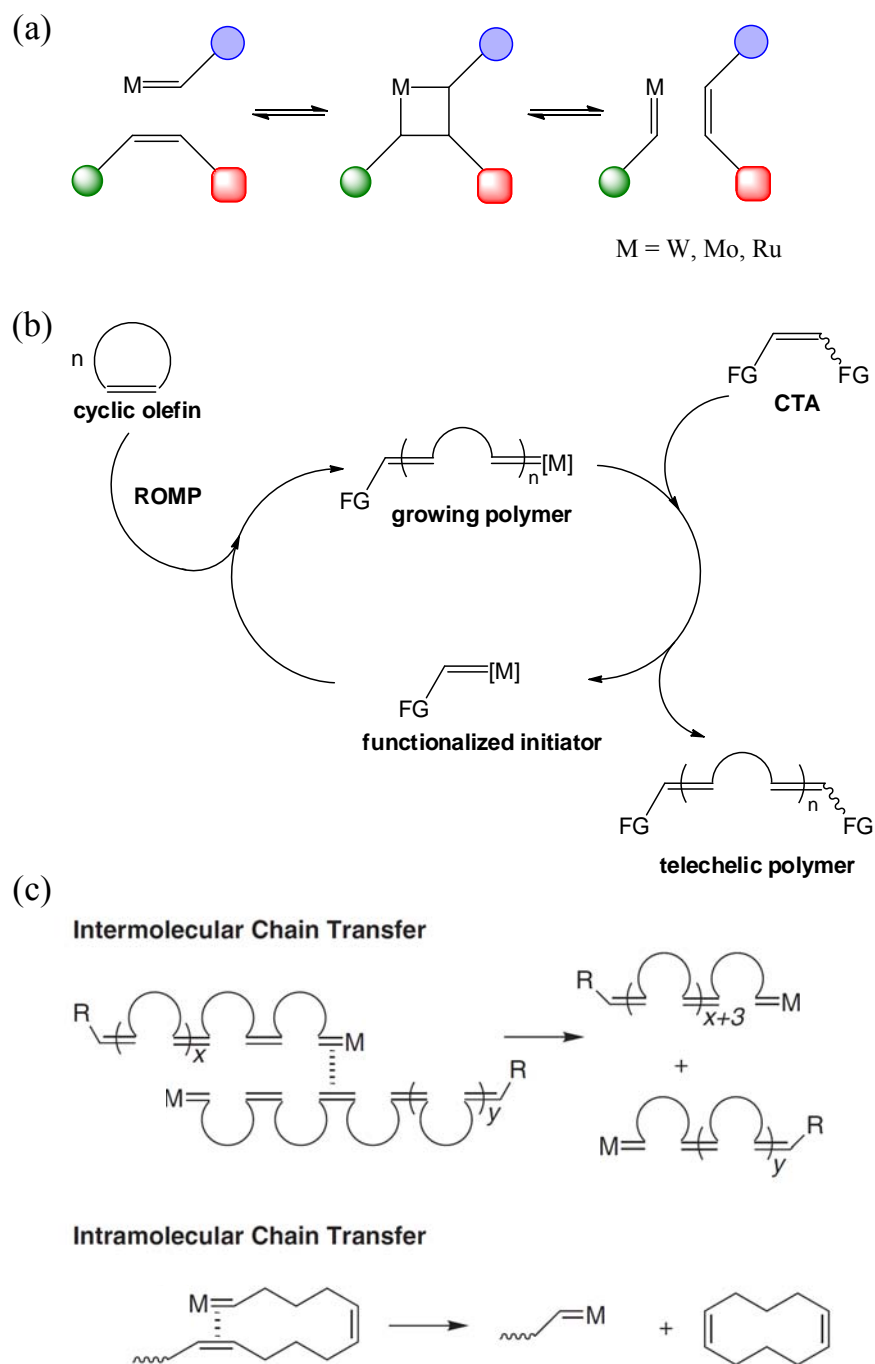 (a)
M
M
M
M = W, Mo, Ru
(b)
n
cyclic olefin
ROMP
FG
n
[M]
growing polymer
FG
FG
CTA
[M]
FG
functionalized initiator
FG
n
FG
telechelic polymer
(c)
Intermolecular Chain Transfer
R
x
M
M
y
R
R
x+3
M
+
M
y
R
Intramolecular Chain Transfer
M
M
+